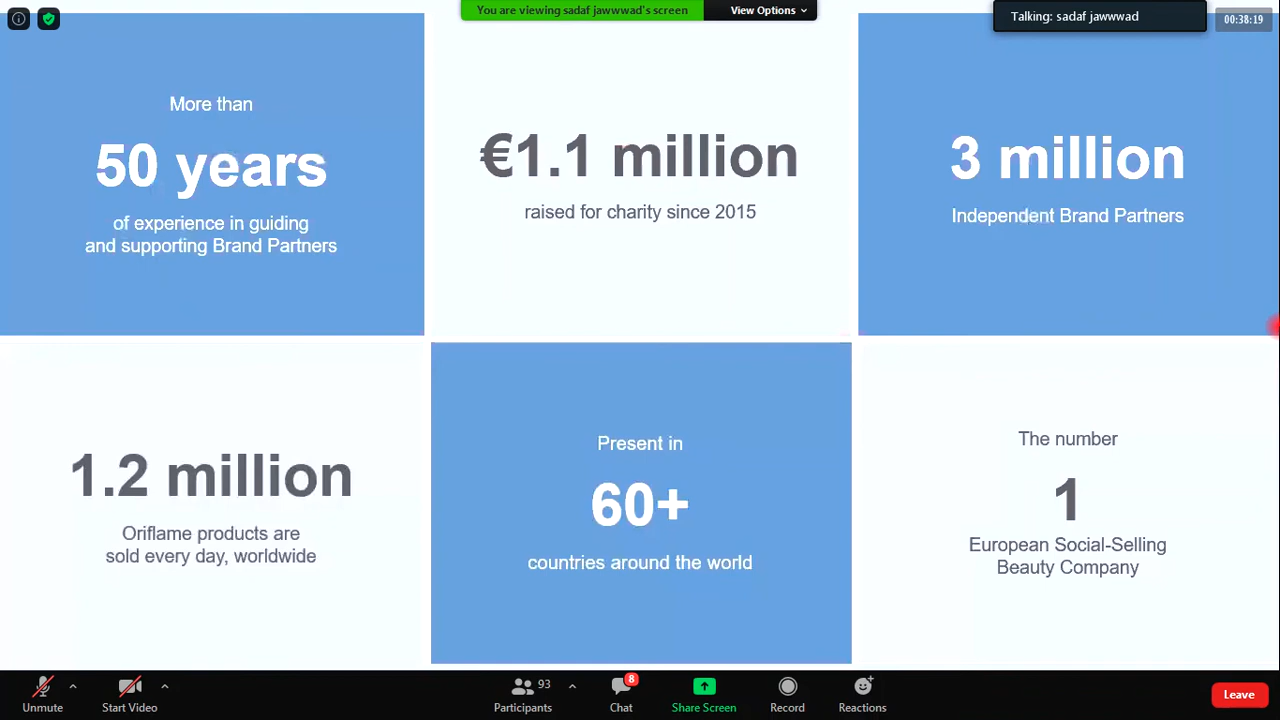 You are viewing sadaf jawwwad's screen
View Options
Talking: sadaf jawwwad
00:38:19
More than
50 years
of experience in guiding
and supporting Brand Partners
€1.1 million
raised for charity since 2015
3 million
Independent Brand Partners
1.2 million
Oriflame products are
sold every day, worldwide
Present in
60+
countries around the world
The number
1
European Social-Selling
Beauty Company
Unmute
Start Video
93
Participants
8
Chat
Share Screen
Record
Reactions
Leave